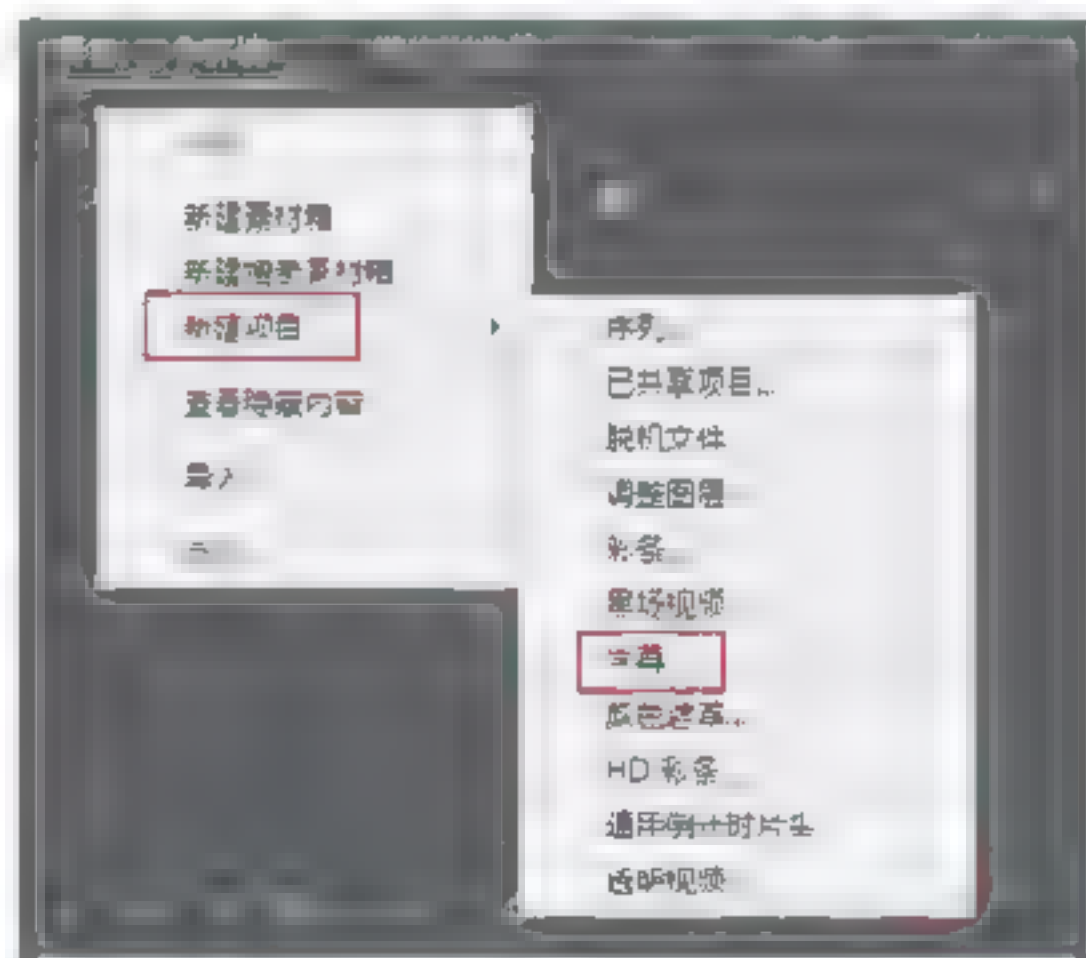 新建素材箱
新建搜索素材箱
新建项目
查看隐藏内容
导入
序列...
已共享项目...
脱机文件
调整图层
彩条...
黑场视频
字幕
颜色遮罩...
HD 彩条...
通用倒计时片头
透明视频